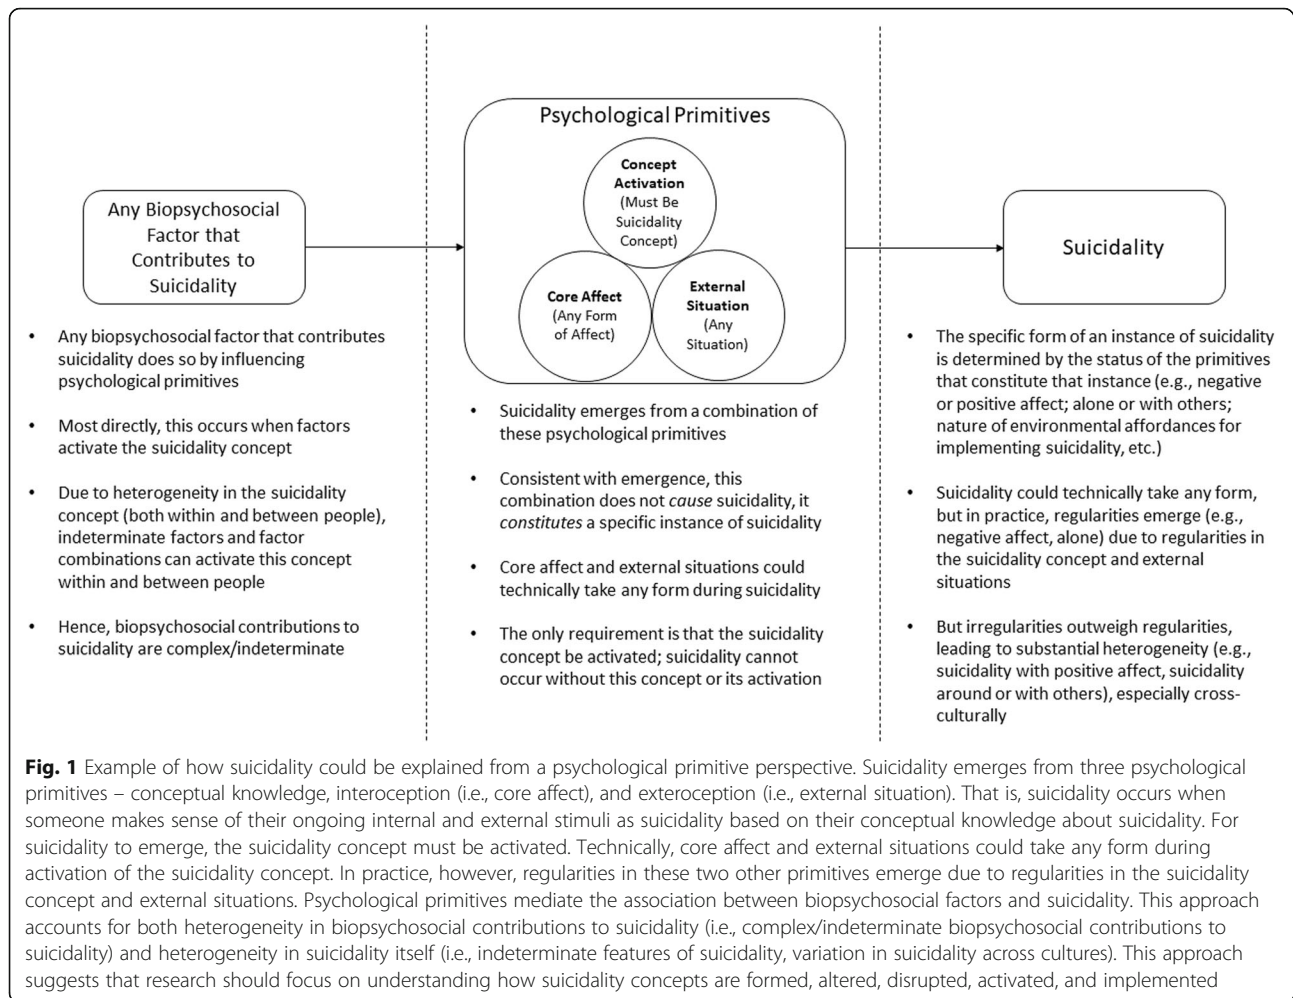 Psychological Primitives
Concept
Activation
(Must Be
Suicidality
Concept)
Core Affect
(Any Form
of Affect)
External
Situation
(Any
Situation)
Any Biopsychosocial
Factor that
Contributes to
Suicidality
Suicidality
• Any biopsychosocial factor that contributes
suicidality does so by influencing
psychological primitives
• Most directly, this occurs when factors
activate the suicidality concept
• Due to heterogeneity in the suicidality
concept (both within and between people),
indeterminate factors and factor
combinations can activate this concept
within and between people
• Hence, biopsychosocial contributions to
suicidality are complex/indeterminate
• Suicidality emerges from a combination of
these psychological primitives
• Consistent with emergence, this
combination does not cause suicidality, it
constitutes a specific instance of suicidality
• Core affect and external situations could
technically take any form during suicidality
• The only requirement is that the suicidality
concept be activated; suicidality cannot
occur without this concept or its activation
• The specific form of an instance of suicidality
is determined by the status of the primitives
that constitute that instance (e.g., negative
or positive affect; alone or with others;
nature of environmental affordances for
implementing suicidality, etc.)
• Suicidality could technically take any form,
but in practice, regularities emerge (e.g.,
negative affect, alone) due to regularities in
the suicidality concept and external
situations
• But irregularities outweigh regularities,
leading to substantial heterogeneity (e.g.,
suicidality with positive affect, suicidality
around or with others), especially cross-
culturally
Fig. 1 Example of how suicidality could be explained from a psychological primitive perspective. Suicidality emerges from three psychological
primitives – conceptual knowledge, interoception (i.e., core affect), and exteroception (i.e., external situation). That is, suicidality occurs when
someone makes sense of their ongoing internal and external stimuli as suicidality based on their conceptual knowledge about suicidality. For
suicidality to emerge, the suicidality concept must be activated. Technically, core affect and external situations could take any form during
activation of the suicidality concept. In practice, however, regularities in these two other primitives emerge due to regularities in the suicidality
concept and external situations. Psychological primitives mediate the association between biopsychosocial factors and suicidality. This approach
accounts for both heterogeneity in biopsychosocial contributions to suicidality (i.e., complex/indeterminate biopsychosocial contributions to
suicidality) and heterogeneity in suicidality itself (i.e., indeterminate features of suicidality, variation in suicidality across cultures). This approach
suggests that research should focus on understanding how suicidality concepts are formed, altered, disrupted, activated, and implemented